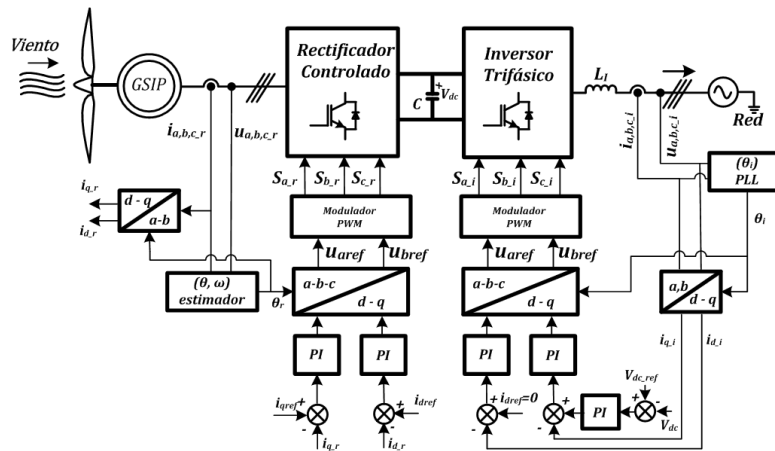 Viento
GSIP
Rectificador
Controlado
C
+
V_dc
Inversor
Trifásico
L_l
Red
i_a,b,c_r
u_a,b,c_r
i_a,b,c_i
u_a,b,c_i
(θ_i)
PLL
θ_i
i_q_r
i_d_r
d - q
a-b
S_a_r
S_b_r
S_c_r
S_a_i
S_b_i
S_c_i
Modulador
PWM
Modulador
PWM
u_aref
u_bref
u_aref
u_bref
(θ, ω)
estimador
θ_r
a-b-c
d - q
a-b-c
d - q
a,b
d - q
i_q_i
i_d_i
PI
PI
PI
PI
V_dc_ref
i_qref
+
-
i_q_r
+
i_dref
-
i_d_r
+
i_dref=0
-
+
-
PI
+
-
V_dc